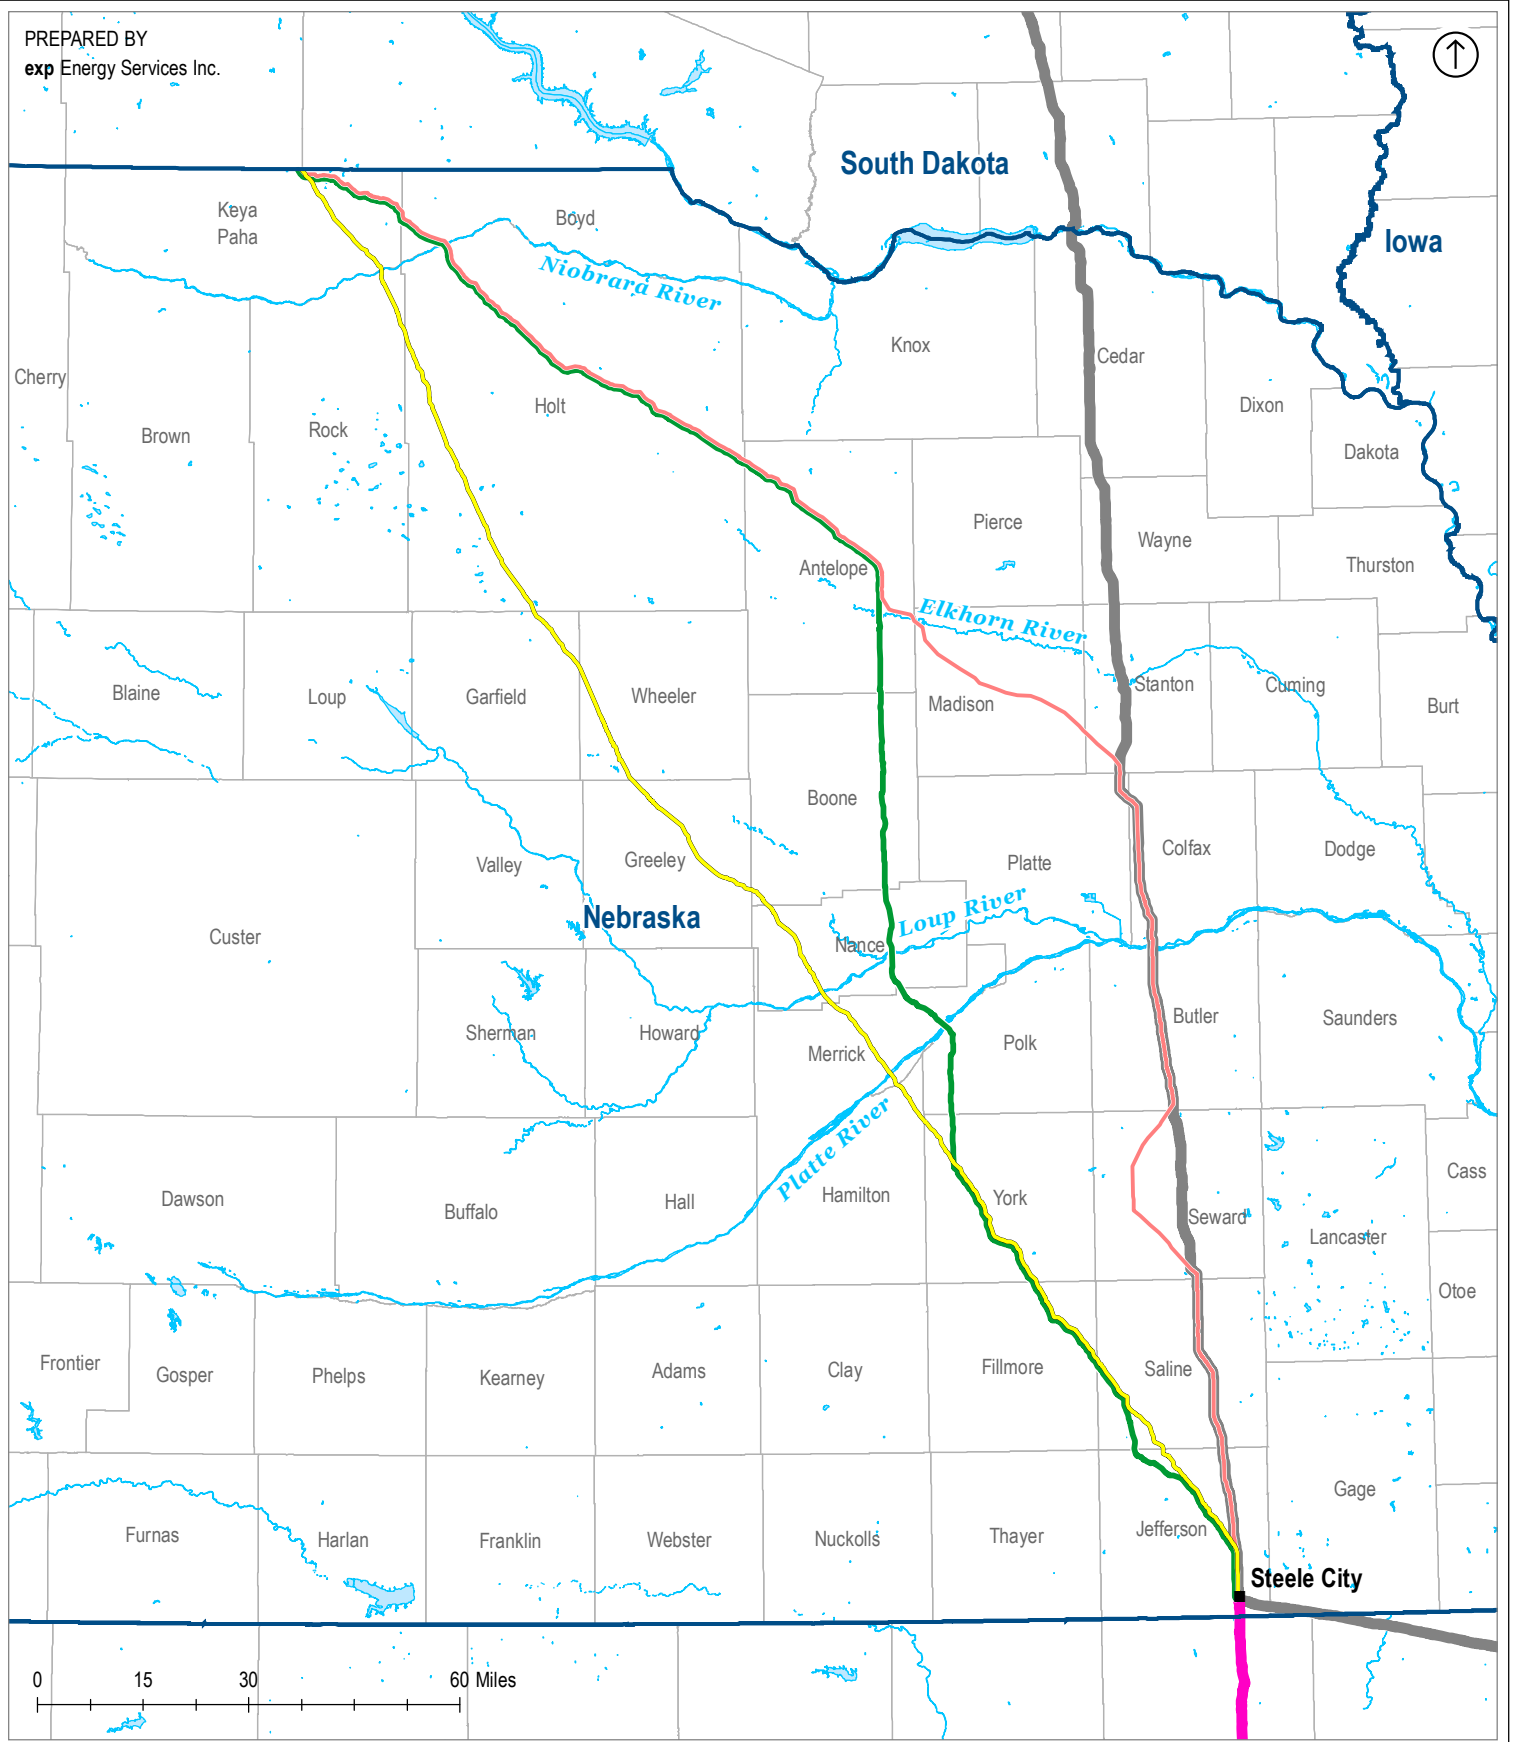 PREPARED BY
exp Energy Services Inc.
South Dakota
Iowa
Keya
Paha
Boyd
Niobrara River
Knox
Cedar
Cherry
Holt
Dixon
Brown
Rock
Dakota
Pierce
Wayne
Antelope
Thurston
Elkhorn River
Blaine
Loup
Garfield
Wheeler
Madison
Stanton
Cuming
Burt
Boone
Valley
Greeley
Platte
Colfax
Dodge
Nebraska
Loup River
Custer
Nance
Sherman
Howard
Merrick
Polk
Butler
Saunders
Platte River
Dawson
Buffalo
Hall
Hamilton
York
Seward
Cass
Lancaster
Otoe
Frontier
Gosper
Phelps
Kearney
Adams
Clay
Fillmore
Saline
Gage
Furnas
Harlan
Franklin
Webster
Nuckolls
Thayer
Jefferson
Steele City
0 15 30 60 Miles